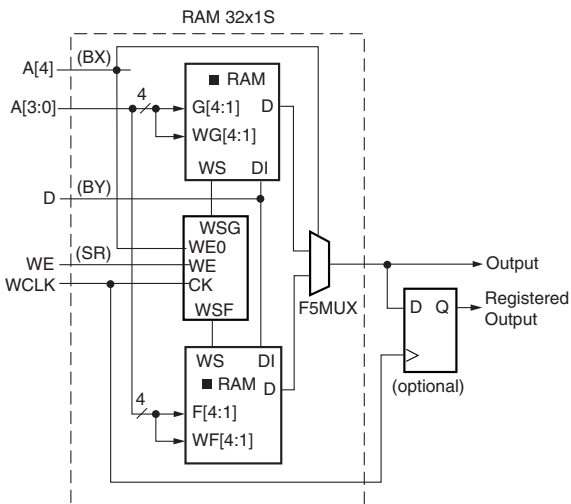 RAM 32x1S
A[4] (BX)
A[3:0]
4
■ RAM
G[4:1] D
WG[4:1]
WS DI
D (BY)
WSG
WE0
WE (SR) WE
WCLK CK
WSF
F5MUX
Output
D Q Registered
Output
(optional)
WS DI
■ RAM D
4
F[4:1]
WF[4:1]